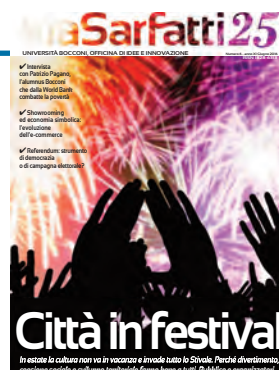 ViaSarfatti25
UNIVERSITÀ BOCCONI, OFFICINA DI IDEE E INNOVAZIONE
✔ Intervista
con Patrizio Pagano,
l'alumnus Bocconi
che dalla World Bank
combatte la povertà
✔ Showrooming
ed economia simbolica:
l'evoluzione
dell'e-commerce
✔ Referendum: strumento
di democrazia
o di campagna elettorale?
Città in festival
In estate la cultura non va in vacanza e invade tutto lo Stivale. Perché divertimento,